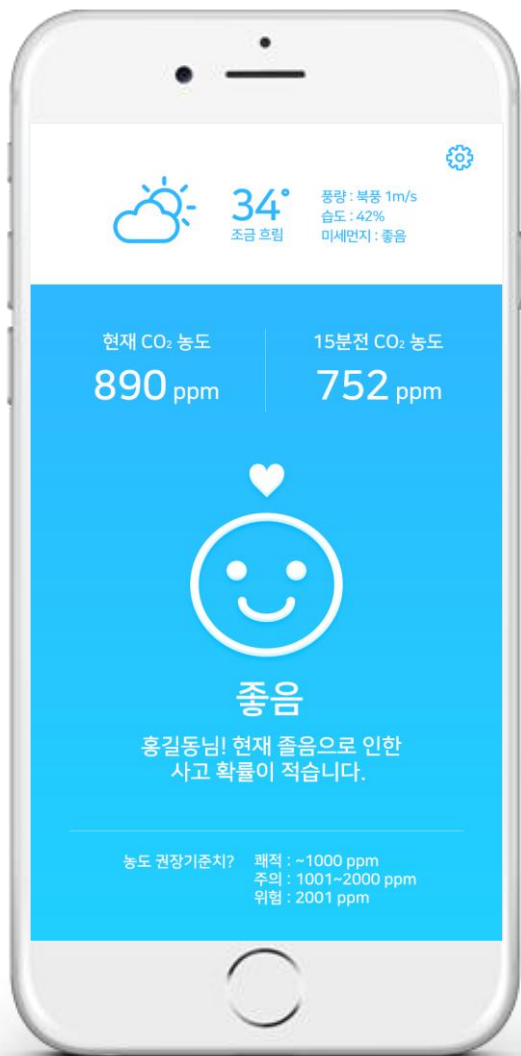 34°
조금 흐림
풍량 : 북풍 1m/s
습도 : 42%
미세먼지 : 좋음
현재 CO₂ 농도
890 ppm
15분전 CO₂ 농도
752 ppm
좋음
홍길동님! 현재 졸음으로 인한
사고 확률이 적습니다.
농도 권장기준치?
쾌적 : ~1000 ppm
주의 : 1001~2000 ppm
위험 : 2001 ppm